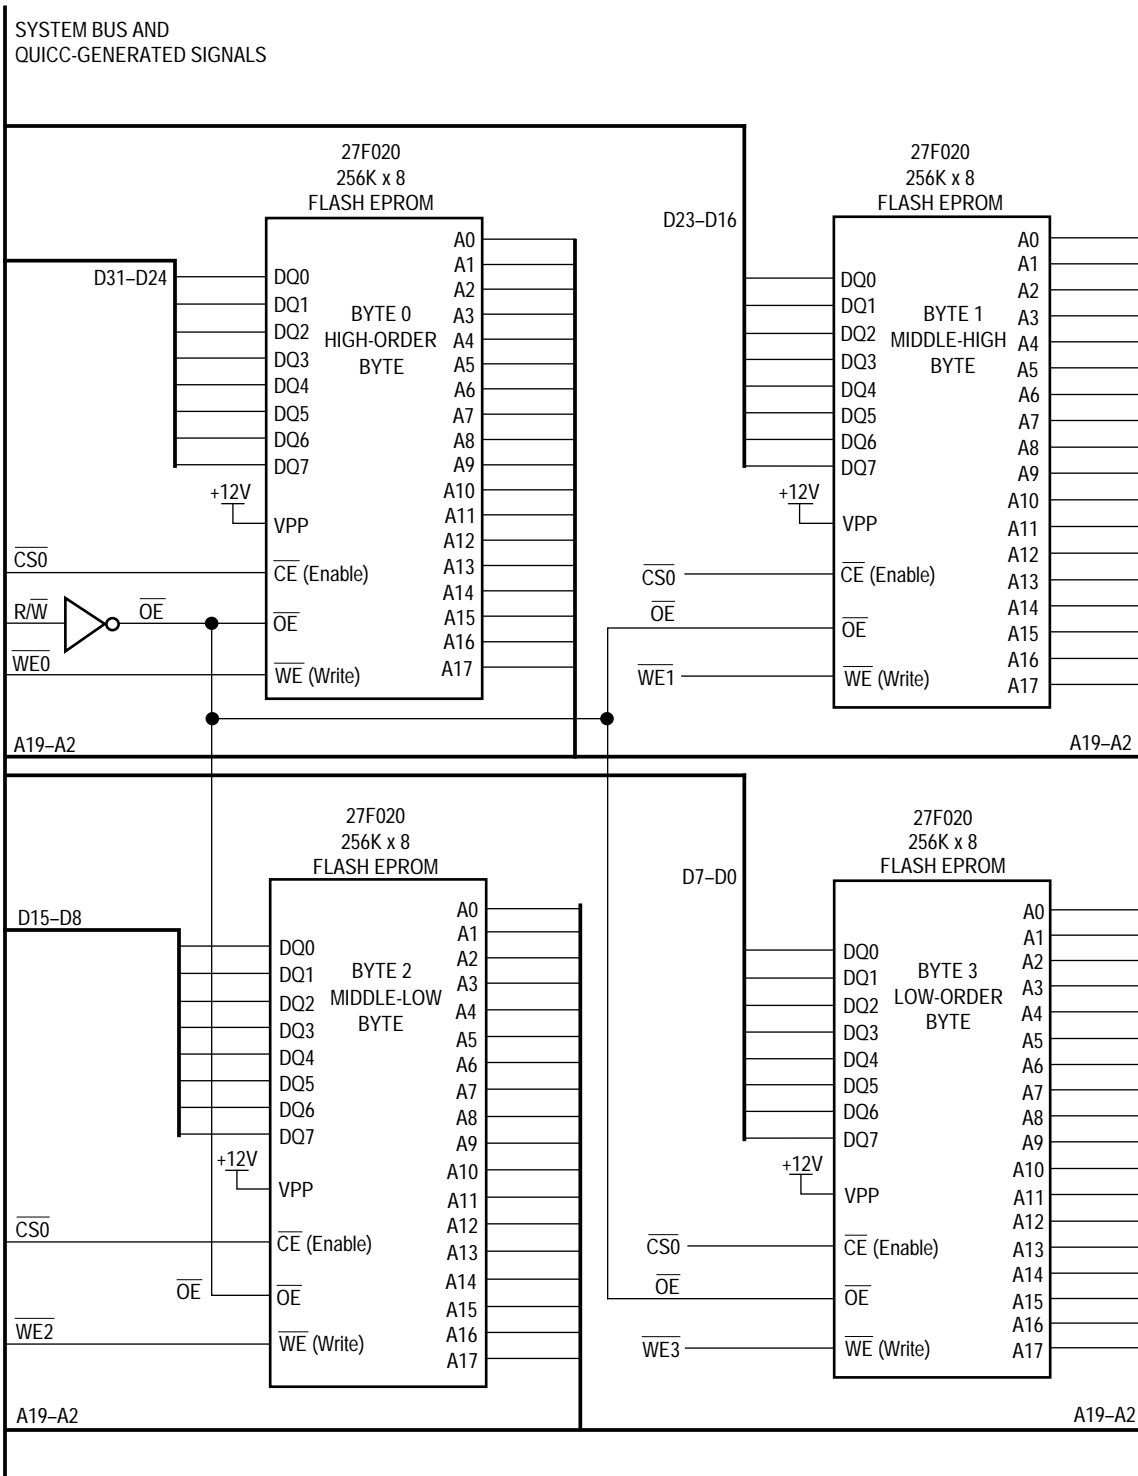 SYSTEM BUS AND
QUICC-GENERATED SIGNALS
27F020
256K x 8
FLASH EPROM
D31–D24
DQ0
DQ1
DQ2
DQ3
DQ4
DQ5
DQ6
DQ7
BYTE 0
HIGH-ORDER
BYTE
A0
A1
A2
A3
A4
A5
A6
A7
A8
A9
A10
A11
A12
A13
A14
A15
A16
A17
+12V
VPP
CS0
CE (Enable)
R/W
OE
OE
WE0
WE (Write)
A19–A2
27F020
256K x 8
FLASH EPROM
D23–D16
DQ0
DQ1
DQ2
DQ3
DQ4
DQ5
DQ6
DQ7
BYTE 1
MIDDLE-HIGH
BYTE
A0
A1
A2
A3
A4
A5
A6
A7
A8
A9
A10
A11
A12
A13
A14
A15
A16
A17
+12V
VPP
CS0
CE (Enable)
OE
OE
WE1
WE (Write)
A19–A2
27F020
256K x 8
FLASH EPROM
D15–D8
DQ0
DQ1
DQ2
DQ3
DQ4
DQ5
DQ6
DQ7
BYTE 2
MIDDLE-LOW
BYTE
A0
A1
A2
A3
A4
A5
A6
A7
A8
A9
A10
A11
A12
A13
A14
A15
A16
A17
+12V
VPP
CS0
CE (Enable)
OE
OE
WE2
WE (Write)
A19–A2
27F020
256K x 8
FLASH EPROM
D7–D0
DQ0
DQ1
DQ2
DQ3
DQ4
DQ5
DQ6
DQ7
BYTE 3
LOW-ORDER
BYTE
A0
A1
A2
A3
A4
A5
A6
A7
A8
A9
A10
A11
A12
A13
A14
A15
A16
A17
+12V
VPP
CS0
CE (Enable)
OE
OE
WE3
WE (Write)
A19–A2